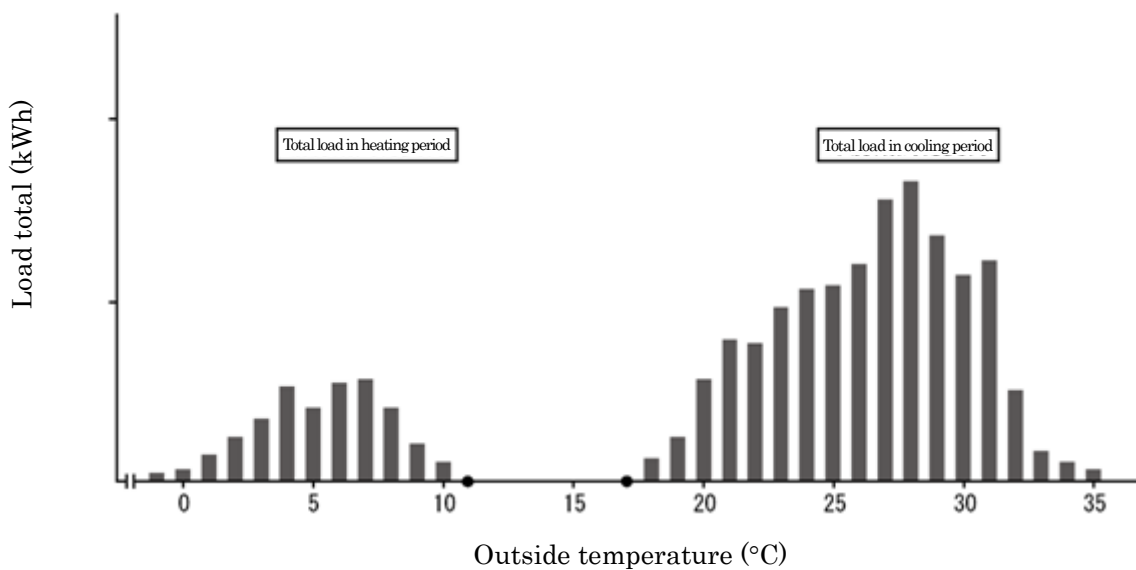 Load total (kWh)
Total load in heating period
Total load in cooling period
0 5 10 15 20 25 30 35
Outside temperature (°C)